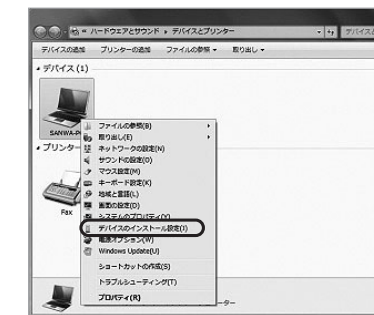 ハードウェアとサウンド ▸ デバイスとプリンター
デバイスの追加 プリンターの追加 ファイルの参照 ▾ 取り出し ▾
デバイス (1)
SANWA-P
ファイルの参照(B)
取り出し(E)
ネットワークの設定(N)
サウンドの設定(O)
マウス設定(M)
キーボード設定(K)
地域と言語(L)
画面の設定(D)
システムのプロパティ(Y)
デバイスのインストール設定(I)
電源オプション(W)
Windows Update(U)
ショートカットの作成(S)
トラブルシューティング(T)
プロパティ(R)
プリンター
Fax
ーター